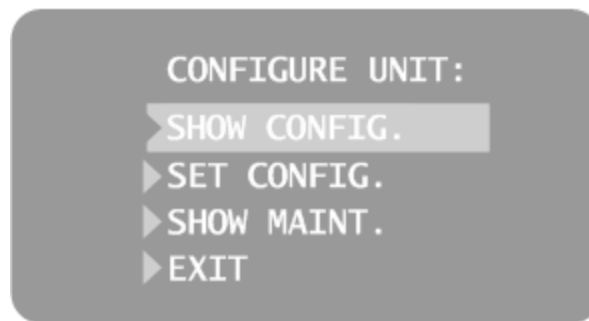 CONFIGURE UNIT:
SHOW CONFIG.
SET CONFIG.
SHOW MAINT.
EXIT